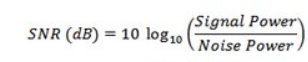 SNR (dB) = 10 log₁₀ (Signal Power / Noise Power)